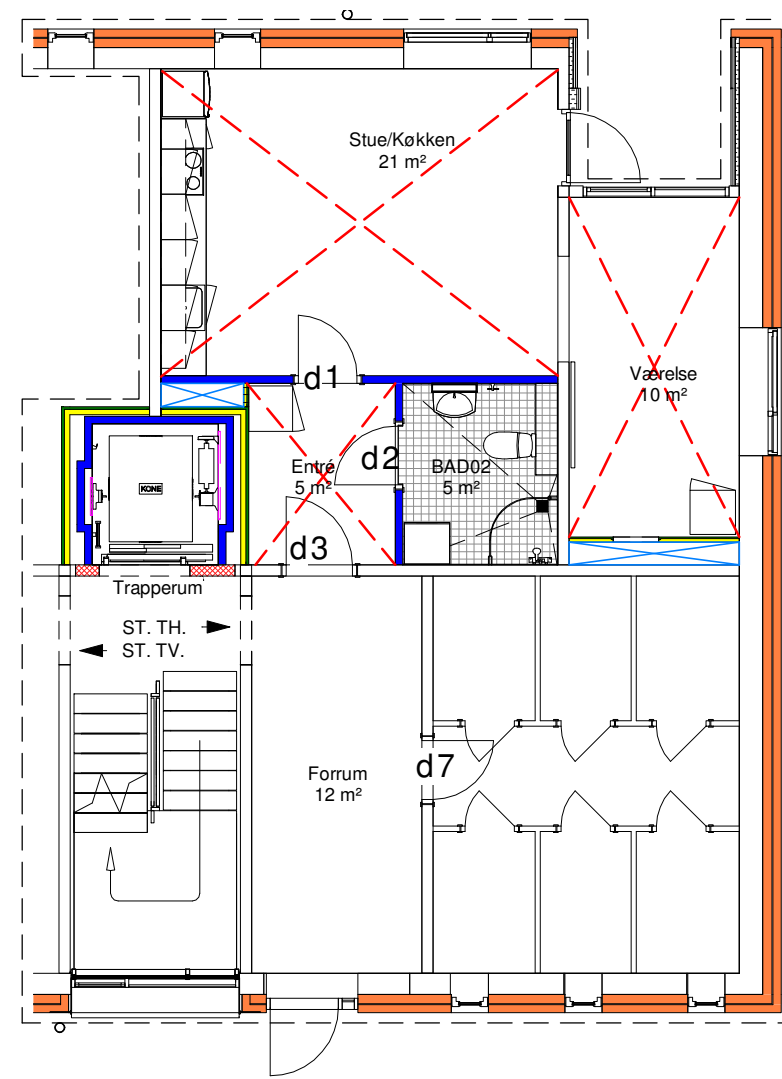 Stue/Køkken
21 m²
Værelse
10 m²
d1
d2
Entré
5 m²
BAD02
5 m²
KONE
d3
Trapperum
ST. TH.
ST. TV.
Forrum
12 m²
d7